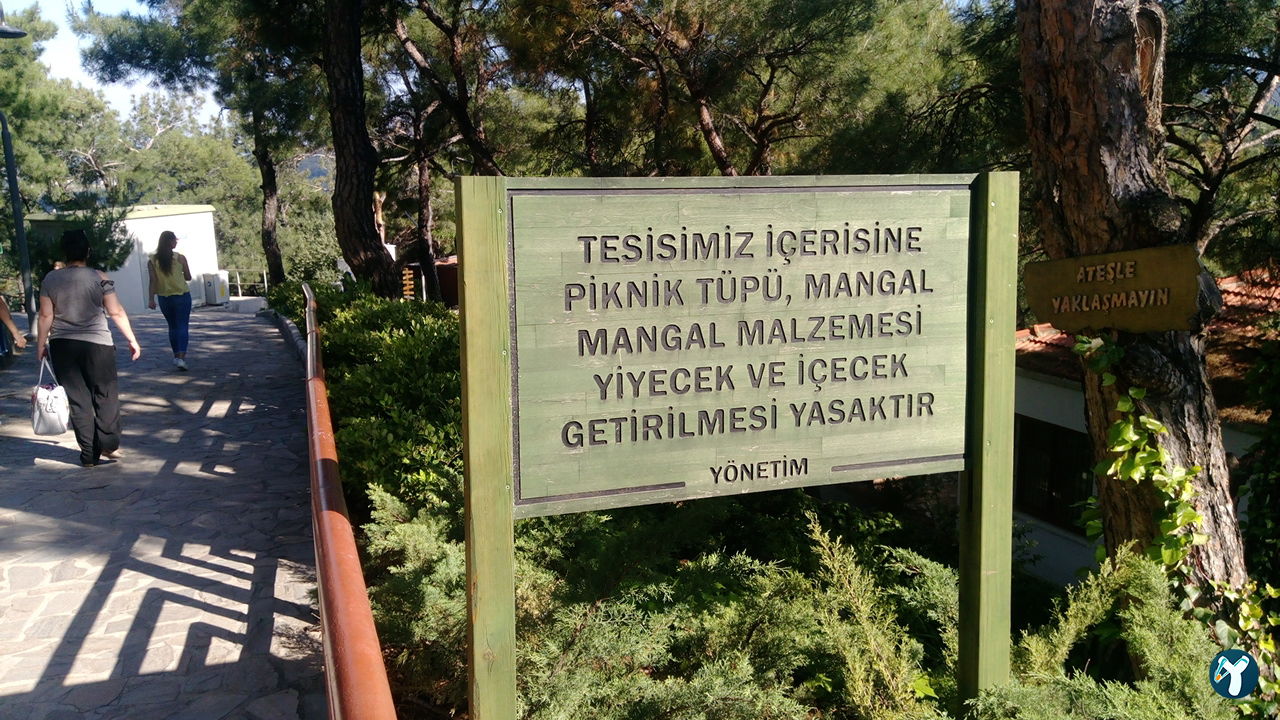 TESİSİMİZ İÇERİSİNE
PİKNİK TÜPÜ, MANGAL
MANGAL MALZEMESİ
YİYECEK VE İÇECEK
GETİRİLMESİ YASAKTIR
YÖNETİM
ATEŞLE
YAKLAŞMAYIN